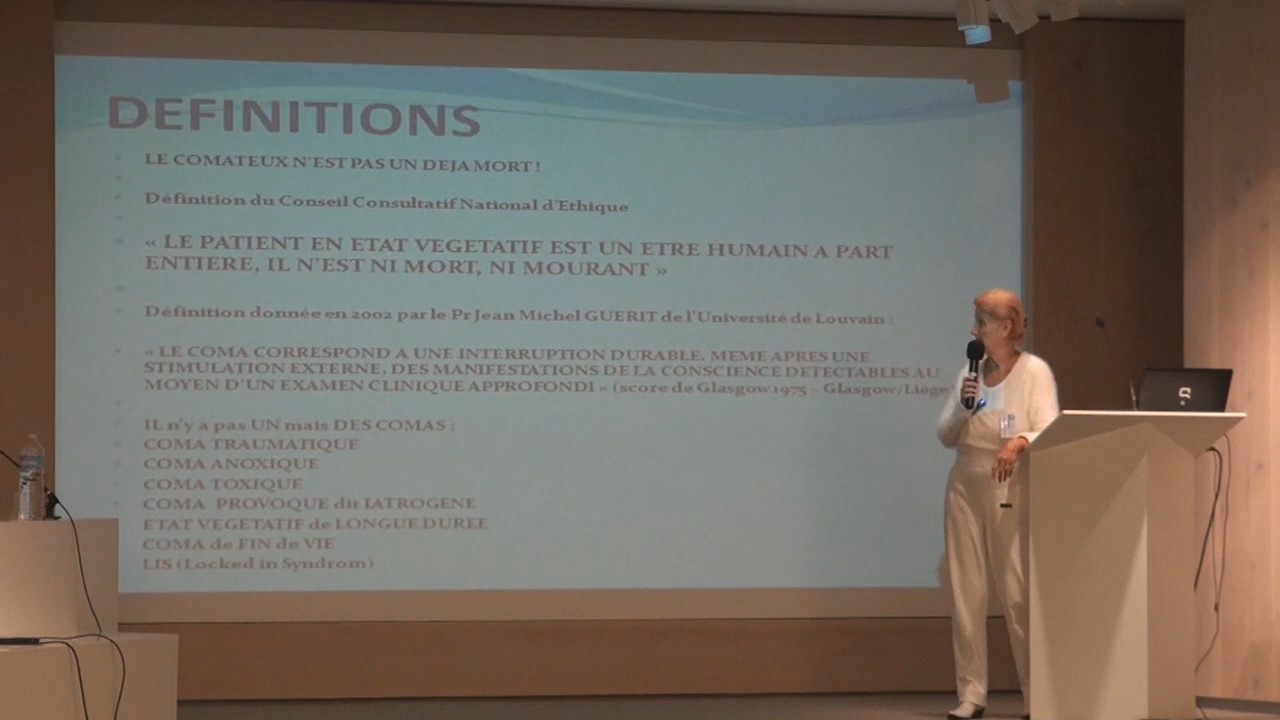 DEFINITIONS
LE COMATEUX N'EST PAS UN DEJA MORT !
Définition du Conseil Consultatif National d'Ethique
« LE PATIENT EN ETAT VEGETATIF EST UN ETRE HUMAIN A PART
ENTIERE, IL N'EST NI MORT, NI MOURANT »
Définition donnée en 2002 par le Pr Jean Michel GUERIT de l'Université de Louvain :
« LE COMA CORRESPOND A UNE INTERRUPTION DURABLE, MEME APRES UNE
STIMULATION EXTERNE, DES MANIFESTATIONS DE LA CONSCIENCE DETECTABLES AU
MOYEN D'UN EXAMEN CLINIQUE APPROFONDI » (score de Glasgow 1975 – Glasgow/Liège
IL n'y a pas UN mais DES COMAS :
COMA TRAUMATIQUE
COMA ANOXIQUE
COMA TOXIQUE
COMA PROVOQUE dit IATROGENE
ETAT VEGETATIF de LONGUE DUREE
COMA de FIN de VIE
LIS (Locked in Syndrom)